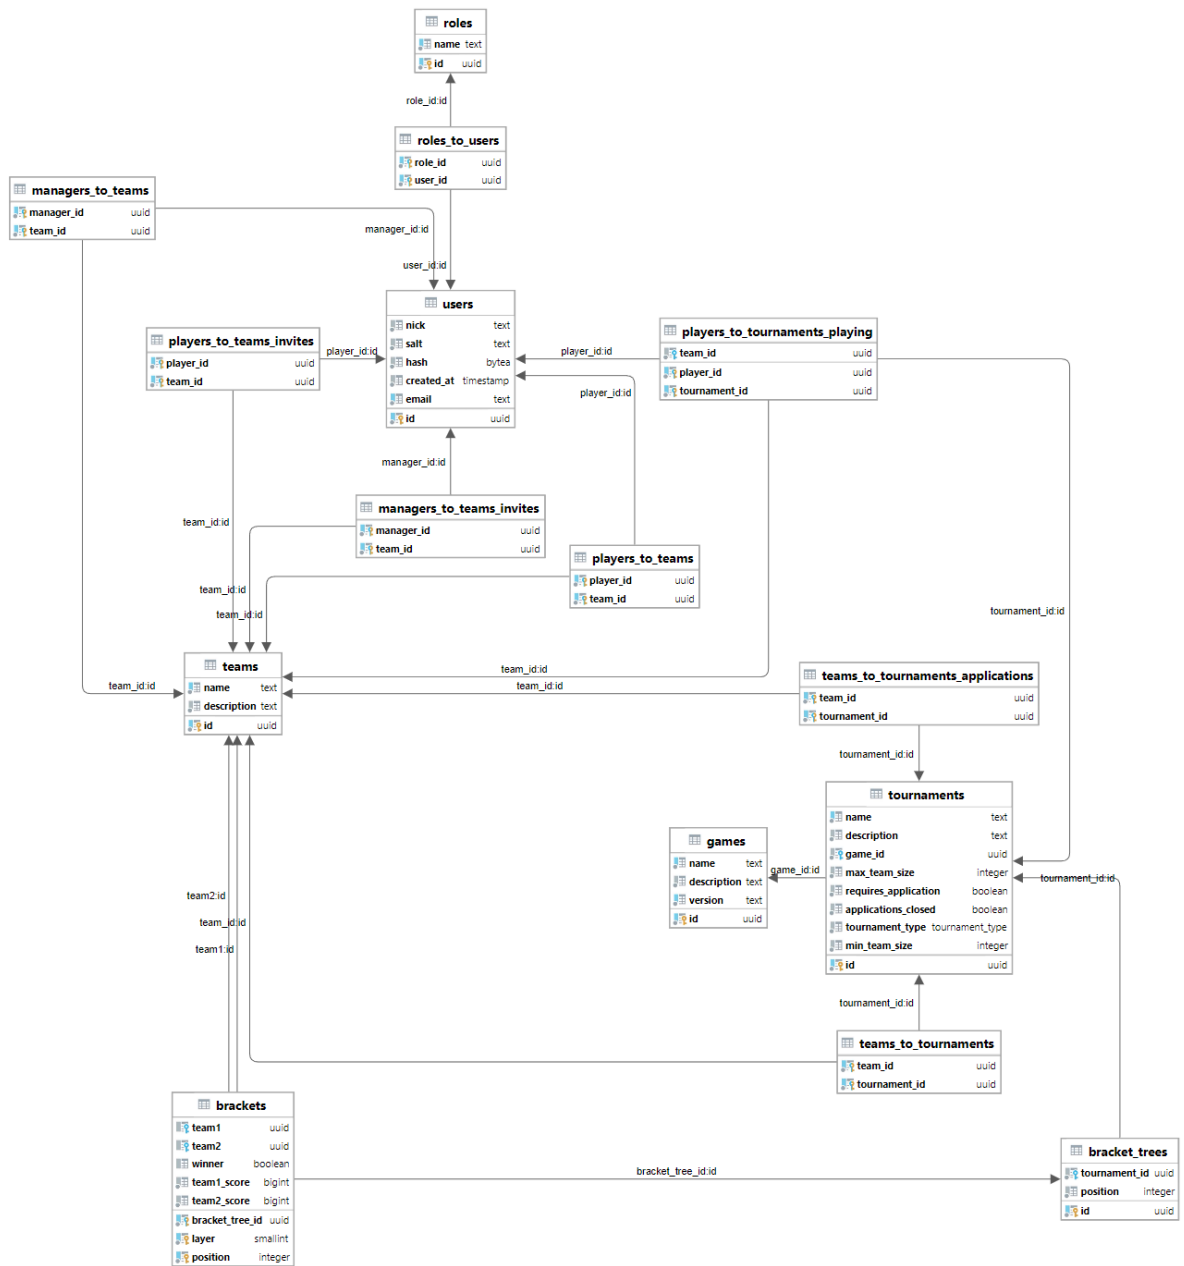 roles
name text
id uuid
role_id:id
roles_to_users
role_id uuid
user_id uuid
managers_to_teams
manager_id uuid
team_id uuid
manager_id:id
user_id:id
users
nick text
salt text
hash bytea
created_at timestamp
email text
id uuid
players_to_teams_invites
player_id uuid
team_id uuid
player_id:id
players_to_tournaments_playing
team_id uuid
player_id uuid
tournament_id uuid
player_id:id
player_id:id
manager_id:id
managers_to_teams_invites
manager_id uuid
team_id uuid
team_id:id
players_to_teams
player_id uuid
team_id uuid
team_id:id
team_id:id
tournament_id:id
teams
name text
description text
id uuid
team_id:id
team_id:id
team_id:id
teams_to_tournaments_applications
team_id uuid
tournament_id uuid
tournament_id:id
tournaments
name text
description text
game_id uuid
max_team_size integer
requires_application boolean
applications_closed boolean
tournament_type tournament_type
min_team_size integer
id uuid
games
name text
description text
version text
id uuid
game_id:id
tournament_id:id
team2:id
team_id:id
team1:id
tournament_id:id
teams_to_tournaments
team_id uuid
tournament_id uuid
brackets
team1 uuid
team2 uuid
winner boolean
team1_score bigint
team2_score bigint
bracket_tree_id uuid
layer smallint
position integer
bracket_tree_id:id
bracket_trees
tournament_id uuid
position integer
id uuid